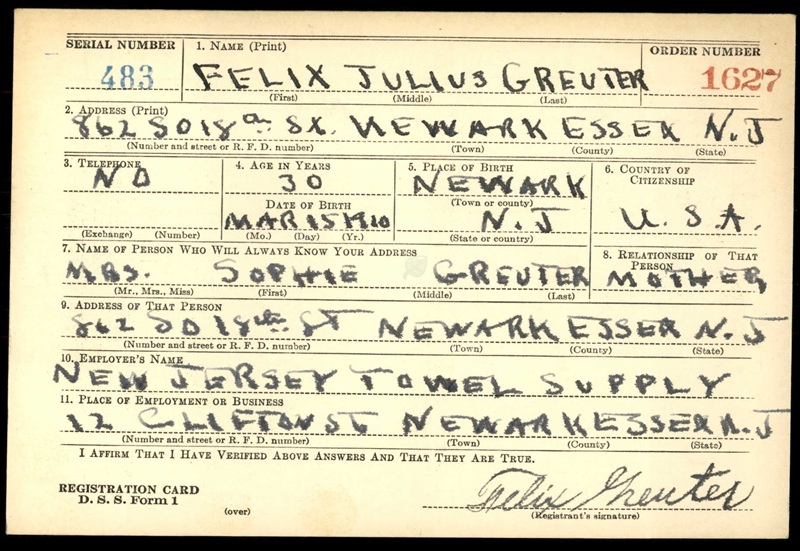 SERIAL NUMBER 1. NAME (Print) ORDER NUMBER
483 FELIX JULIUS GREUTER 1627
(First) (Middle) (Last)
2. ADDRESS (Print)
862 SO 18th St. NEWARK ESSEX N.J
(Number and street or R. F. D. number) (Town) (County) (State)
3. TELEPHONE 4. AGE IN YEARS 5. PLACE OF BIRTH 6. COUNTRY OF CITIZENSHIP
NO 30 NEWARK U.S.A.
(Town or county)
DATE OF BIRTH
MAR 15 1910 N.J
(Exchange) (Number) (Mo.) (Day) (Yr.) (State or country)
7. NAME OF PERSON WHO WILL ALWAYS KNOW YOUR ADDRESS 8. RELATIONSHIP OF THAT PERSON
MRS. SOPHIE GREUTER MOTHER
(Mr., Mrs., Miss) (First) (Middle) (Last)
9. ADDRESS OF THAT PERSON
862 SO 18th ST NEWARK ESSEX N.J
(Number and street or R. F. D. number) (Town) (County) (State)
10. EMPLOYER'S NAME
NEW JERSEY TOWEL SUPPLY
11. PLACE OF EMPLOYMENT OR BUSINESS
12 CLIFTON ST NEWARK ESSEX N.J
(Number and street or R. F. D. number) (Town) (County) (State)
I AFFIRM THAT I HAVE VERIFIED ABOVE ANSWERS AND THAT THEY ARE TRUE.
REGISTRATION CARD
D. S. S. Form 1
(over)
Felix Greuter
(Registrant's signature)